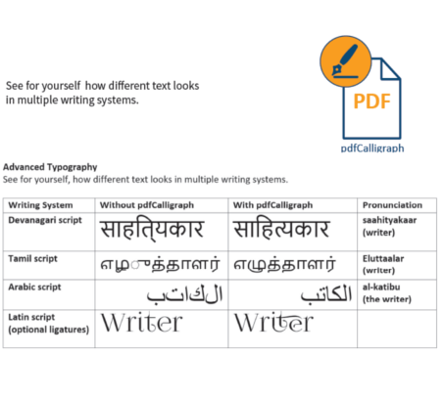 See for yourself how different text looks
in multiple writing systems.
PDF
pdfCalligraph
Advanced Typography
See for yourself, how different text looks in multiple writing systems.
Writing System Without pdfCalligraph With pdfCalligraph Pronunciation
Devanagari script साहति्यकार साहित्यकार saahityakaar
(writer)
Tamil script எழுத்தாளர் எழுத்தாளர் Eluttaalar
(writer)
Arabic script الكاتب الكاتب al-katibu
(the writer)
Latin script Writer Writer
(optional ligatures)